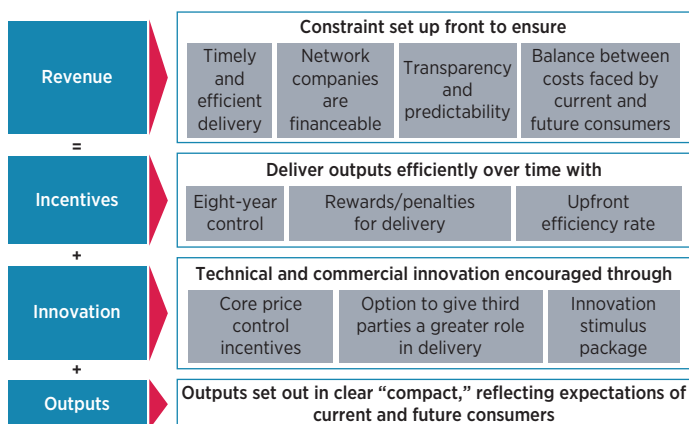 Revenue
Constraint set up front to ensure
Timely
and
efficient
delivery
Network
companies
are
financeable
Transparency
and
predictability
Balance between
costs faced by
current and
future consumers
=
Incentives
Deliver outputs efficiently over time with
Eight-year
control
Rewards/penalties
for delivery
Upfront
efficiency rate
+
Innovation
Technical and commercial innovation encouraged through
Core price
control
incentives
Option to give third
parties a greater role
in delivery
Innovation
stimulus
package
+
Outputs
Outputs set out in clear “compact,” reflecting expectations of
current and future consumers